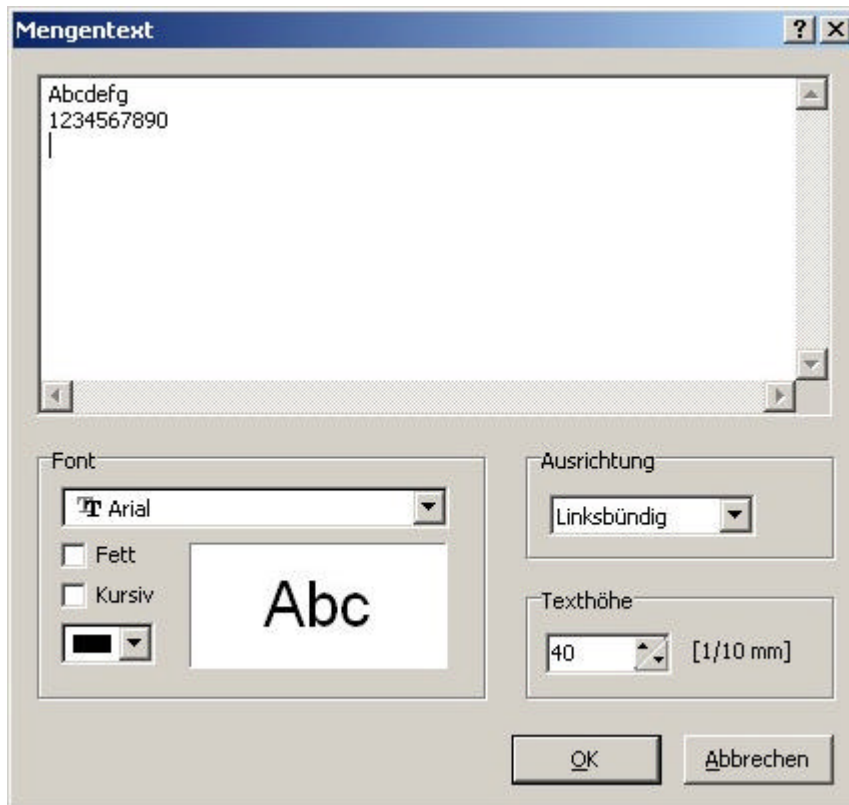 Mengentext
Abcdefg
1234567890
Font
Arial
Fett
Kursiv
Abc
Ausrichtung
Linksbündig
Texthöhe
40 [1/10 mm]
OK Abbrechen